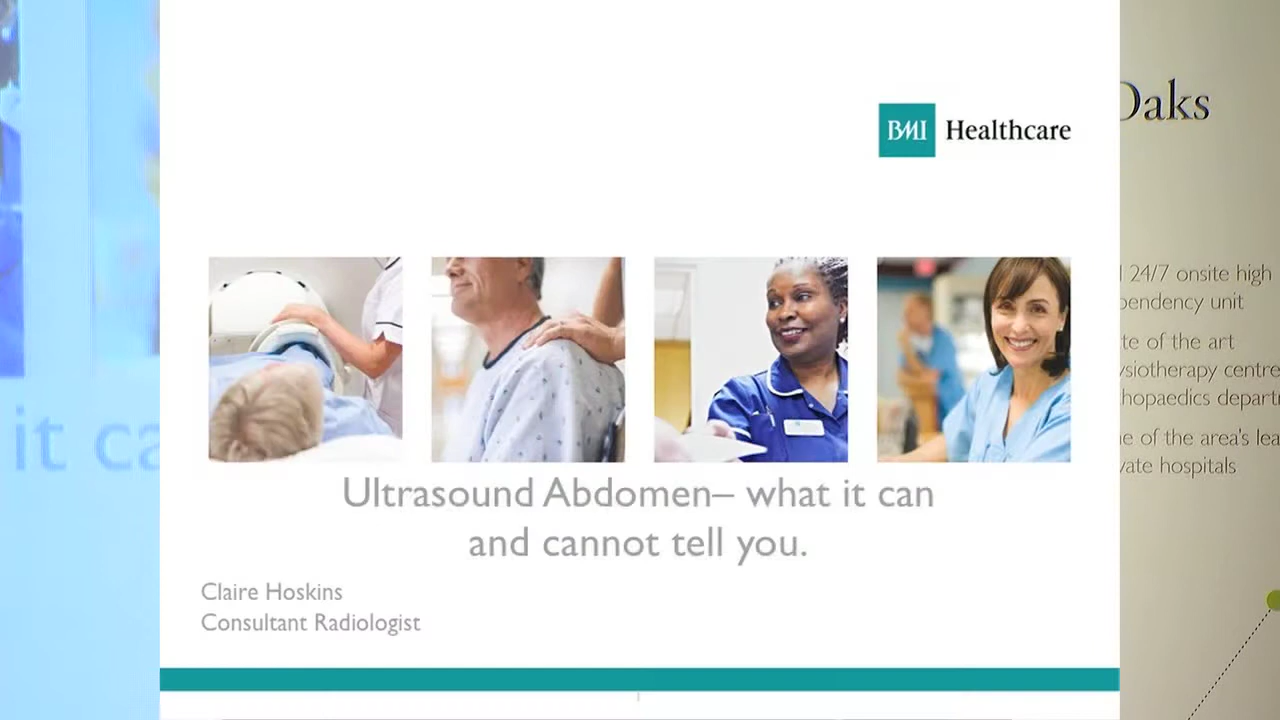 it ca
BMI Healthcare
Ultrasound Abdomen– what it can
and cannot tell you.
Claire Hoskins
Consultant Radiologist
Oaks
24/7 onsite high
pendency unit
te of the art
ysiotherapy centre
hopaedics depart
e of the area's lea
vate hospitals